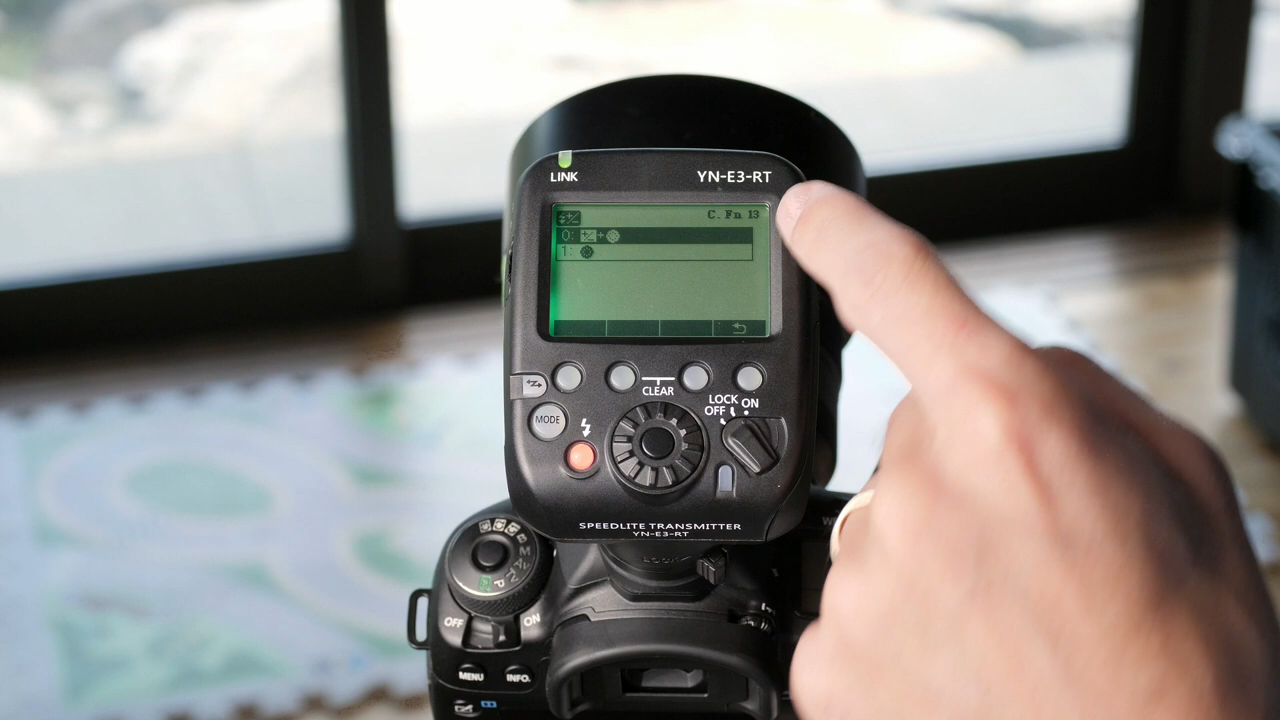 LINK
YN-E3-RT
C. Fn 13
0: +
1:
CLEAR
LOCK
OFF ON
MODE
SPEEDLITE TRANSMITTER
YN-E3-RT
LOCK
OFF
ON
MENU
INFO.